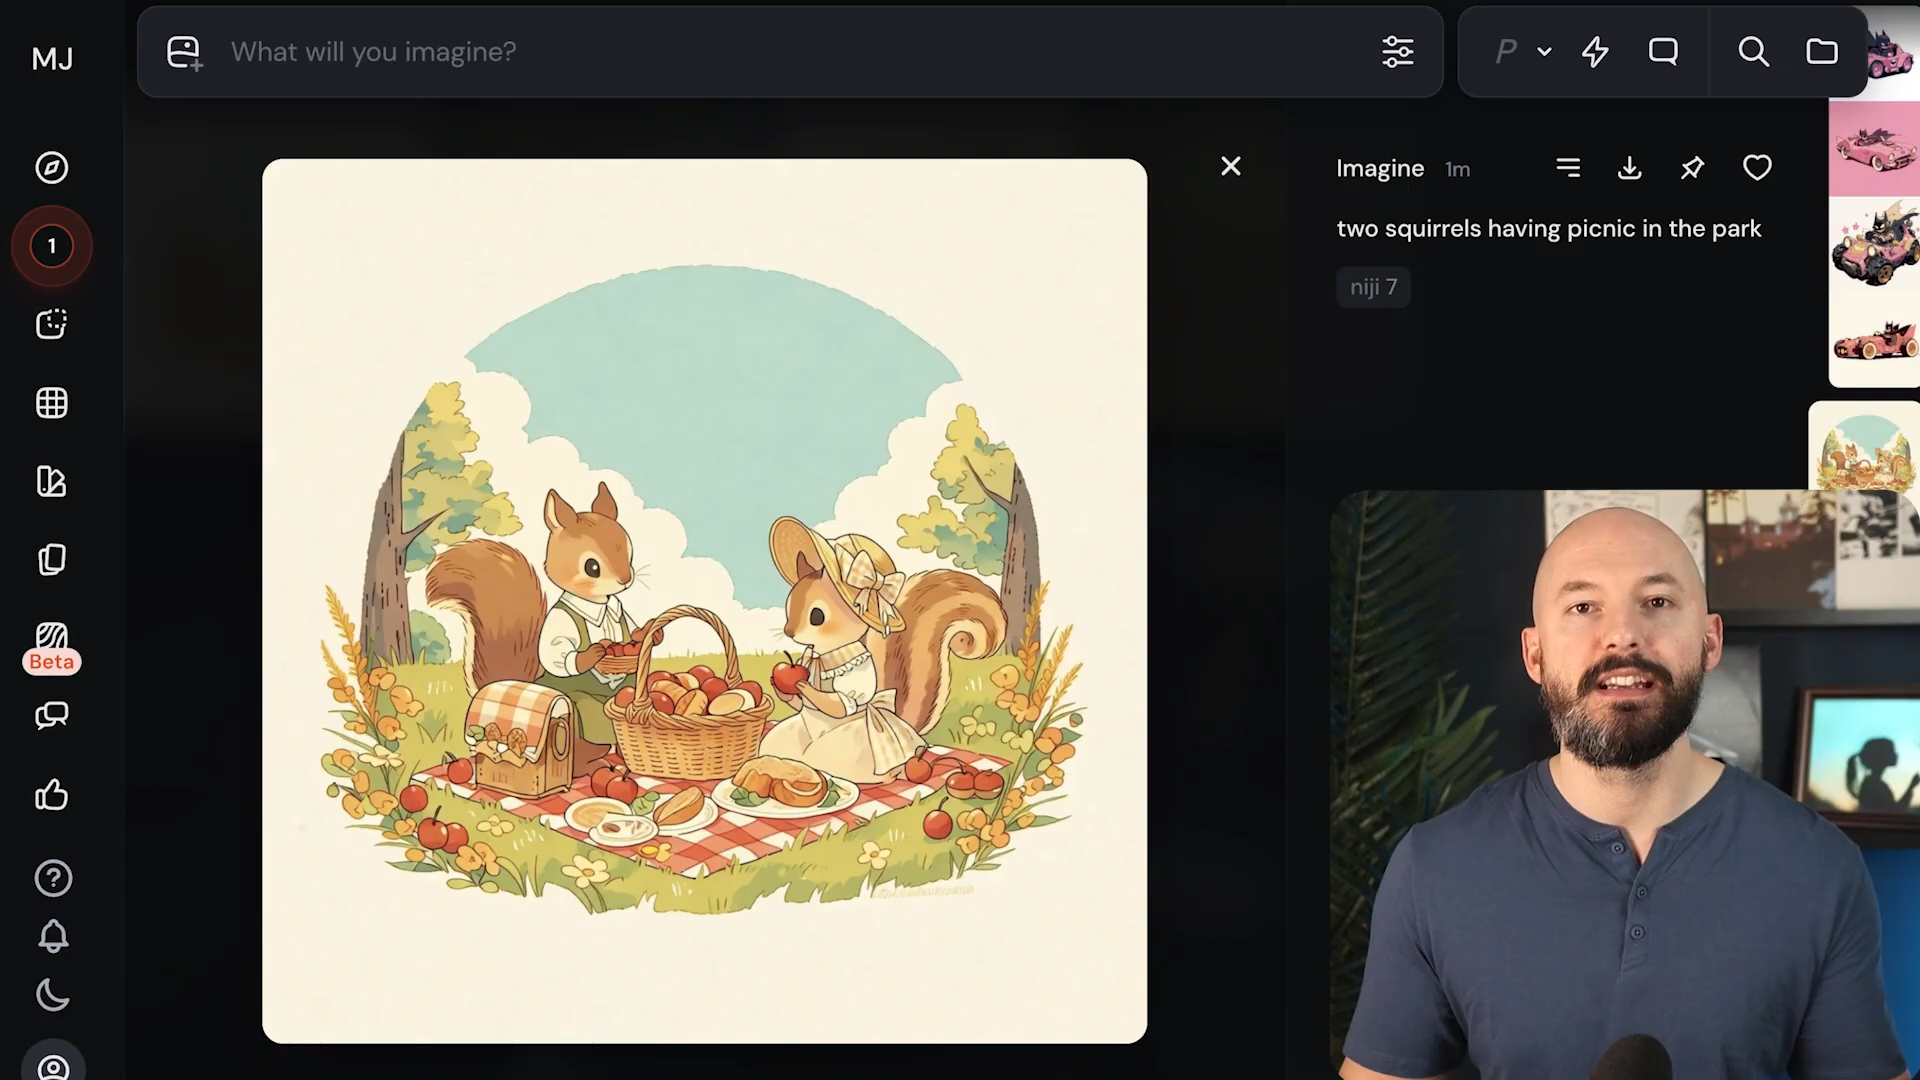 MJ
What will you imagine?
P
1
Imagine 1m
two squirrels having picnic in the park
niji 7
Beta